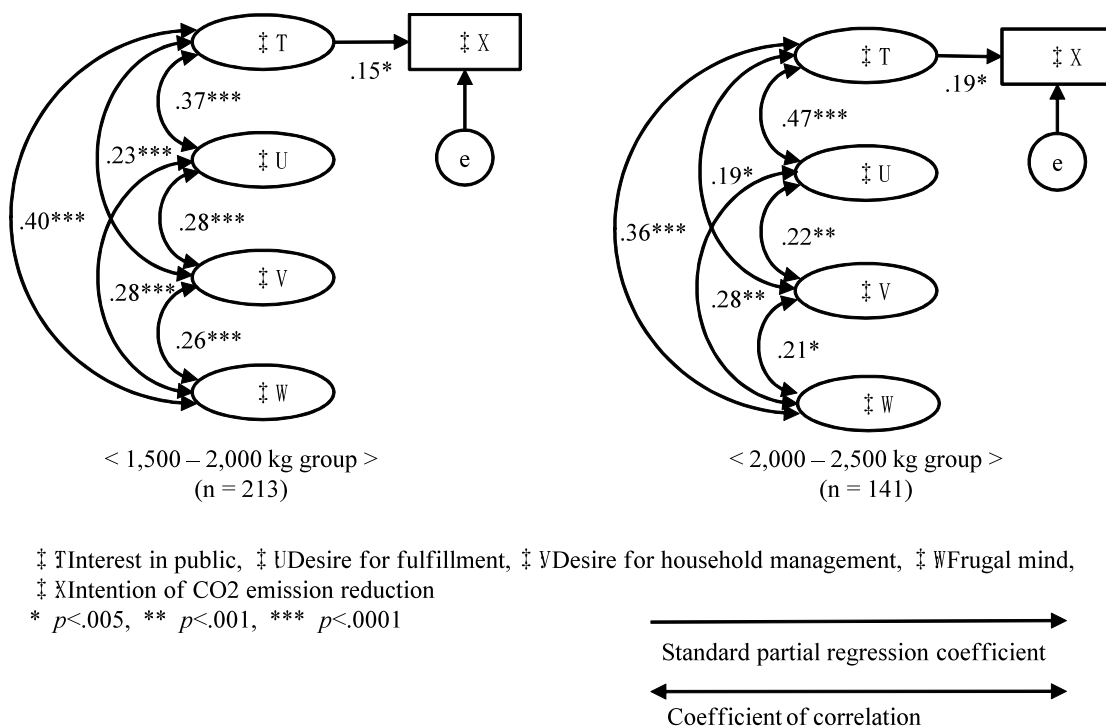 ‡ T
‡ X
.15*
.37***
.23***
‡ U
e
.40***
.28***
‡ V
.28***
.26***
‡ W
< 1,500 – 2,000 kg group >
(n = 213)
‡ T
‡ X
.19*
.47***
.19*
‡ U
e
.36***
.22**
‡ V
.28**
.21*
‡ W
< 2,000 – 2,500 kg group >
(n = 141)
‡ TInterest in public, ‡ UDesire for fulfillment, ‡ VDesire for household management, ‡ WFrugal mind,
‡ XIntention of CO2 emission reduction
* p<.005, ** p<.001, *** p<.0001
Standard partial regression coefficient
Coefficient of correlation